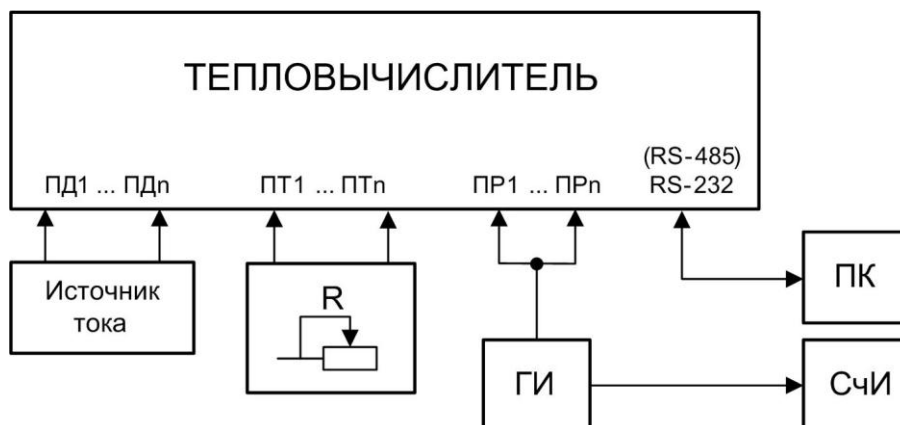 ТЕПЛОВЫЧИСЛИТЕЛЬ
(RS-485)
ПД1 ... ПДn ПТ1 ... ПТn ПР1 ... ПРn RS-232
Источник
тока
R
ПК
ГИ
СчИ